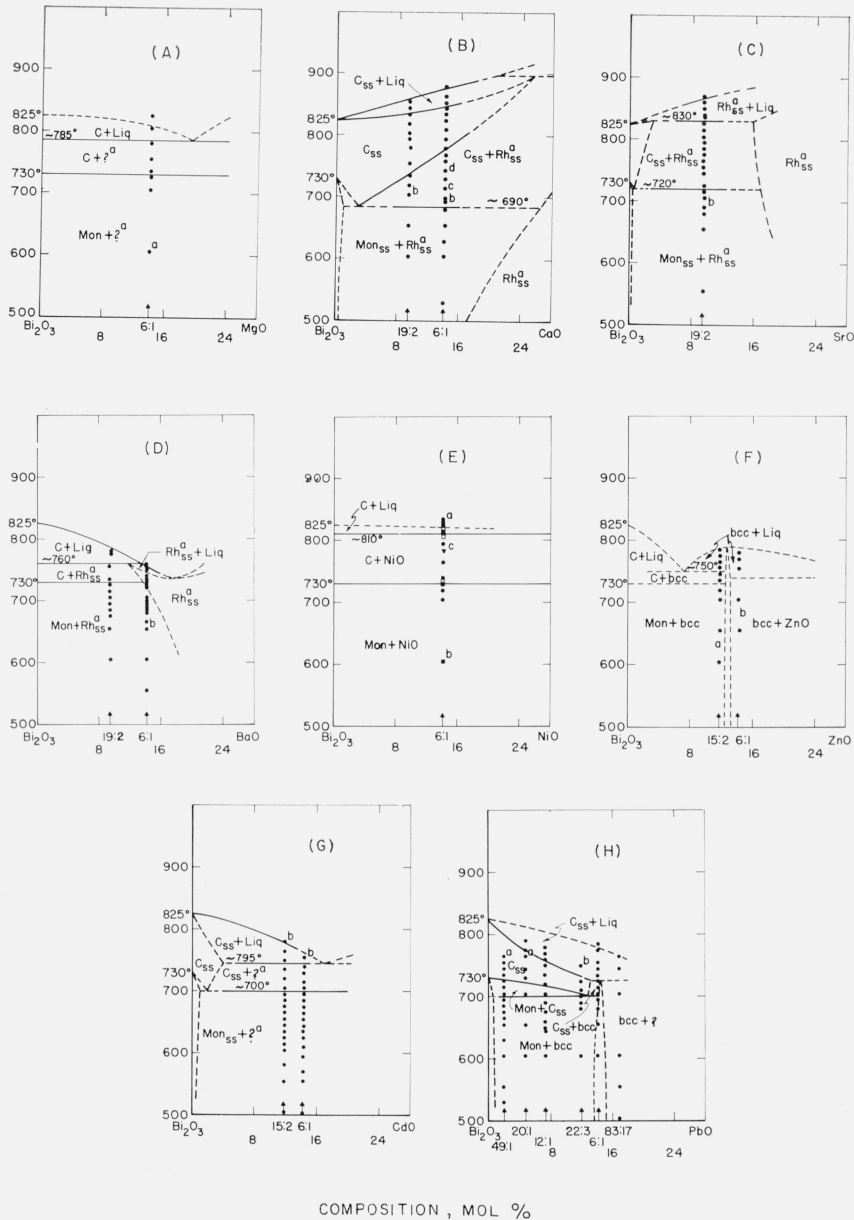 (A)
900
825°
800
~785°
C+Liq
C+?ᵃ
730°
700
Mon+?ᵃ
a
600
500
Bi₂O₃
8
6:1
16
24
MgO
(B)
900
Css+Liq
825°
800
Css
Css+Rhᵃss
d
730°
c
700
b
b
~690°
Monss+Rhᵃss
600
Rhᵃss
500
Bi₂O₃
19:2
8
6:1
16
24
CaO
(C)
900
Rhᵃss+Liq
825°
~830°
800
Css+Rhᵃss
Rhᵃss
730°
~720°
700
b
Monss+Rhᵃss
600
500
Bi₂O₃
19:2
8
16
24
SrO
(D)
900
825°
800
C+Liq
Rhᵃss+Liq
~760°
C+Rhᵃss
730°
Rhᵃss
700
Mon+Rhᵃss
b
600
500
Bi₂O₃
19:2
6:1
BaO
8
16
24
(E)
900
a
C+Liq
825°
~810°
800
c
C+NiO
730°
700
Mon+NiO
b
600
500
Bi₂O₃
6:1
NiO
8
16
24
(F)
900
825°
bcc+Liq
800
C+Liq
~750°
C+bcc
730°
700
Mon+bcc
b
bcc+ZnO
a
600
500
Bi₂O₃
15:2
6:1
ZnO
8
16
24
(G)
900
825°
800
b
Css+Liq
b
~795°
730°
Css
Css+?ᵃ
700
~700°
Monss+?ᵃ
600
500
Bi₂O₃
15:2
6:1
CdO
8
16
24
(H)
900
825°
Css+Liq
800
a
a
b
Css
730°
700
Mon+Css
Css+bcc
bcc+?
Mon+bcc
600
500
Bi₂O₃
20:1
22:3
83:17
PbO
49:1
12:1
6:1
8
16
24
COMPOSITION, MOL %